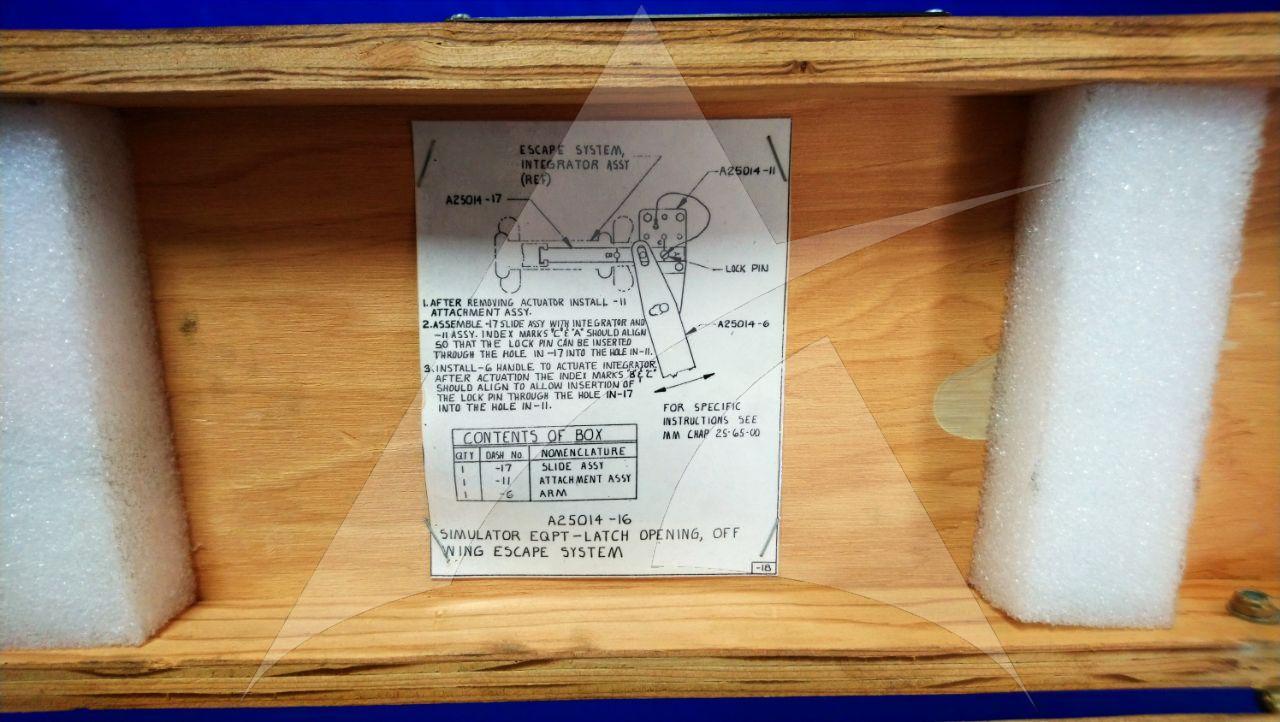 ESCAPE SYSTEM,
INTEGRATOR ASSY
(REF)
A25014-11
A25014-17
LOCK PIN
A25014-6
1. AFTER REMOVING ACTUATOR INSTALL -11
ATTACHMENT ASSY.
2. ASSEMBLE -17 SLIDE ASSY WITH INTEGRATOR AND
-11 ASSY. INDEX MARKS "C" & "A" SHOULD ALIGN
SO THAT THE LOCK PIN CAN BE INSERTED
THROUGH THE HOLE IN -17 INTO THE HOLE IN-11.
3. INSTALL-6 HANDLE TO ACTUATE INTEGRATOR.
AFTER ACTUATION THE INDEX MARKS "B" & "C"
SHOULD ALIGN TO ALLOW INSERTION OF
THE LOCK PIN THROUGH THE HOLE IN-17
INTO THE HOLE IN-11.
FOR SPECIFIC
INSTRUCTIONS SEE
MM CHAP 25-65-00
CONTENTS OF BOX
QTY DASH No. NOMENCLATURE
1 -17 SLIDE ASSY
1 -11 ATTACHMENT ASSY
1 -6 ARM
A25014-16
SIMULATOR EQPT-LATCH OPENING, OFF
WING ESCAPE SYSTEM
-18